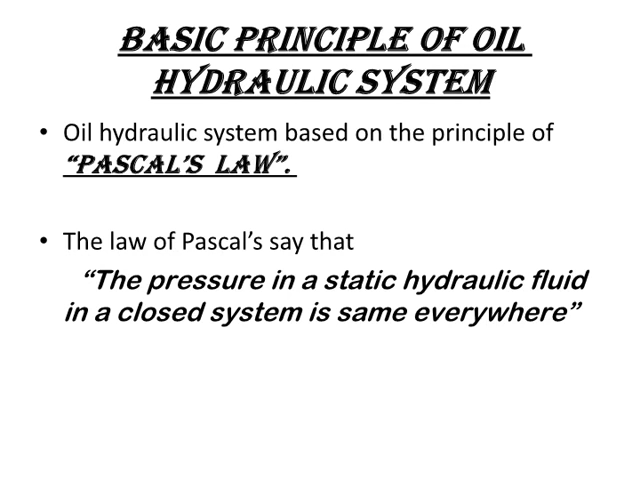 BASIC PRINCIPLE OF OIL
HYDRAULIC SYSTEM
• Oil hydraulic system based on the principle of
“PASCAL’S LAW”.
• The law of Pascal’s say that
“The pressure in a static hydraulic fluid
in a closed system is same everywhere”